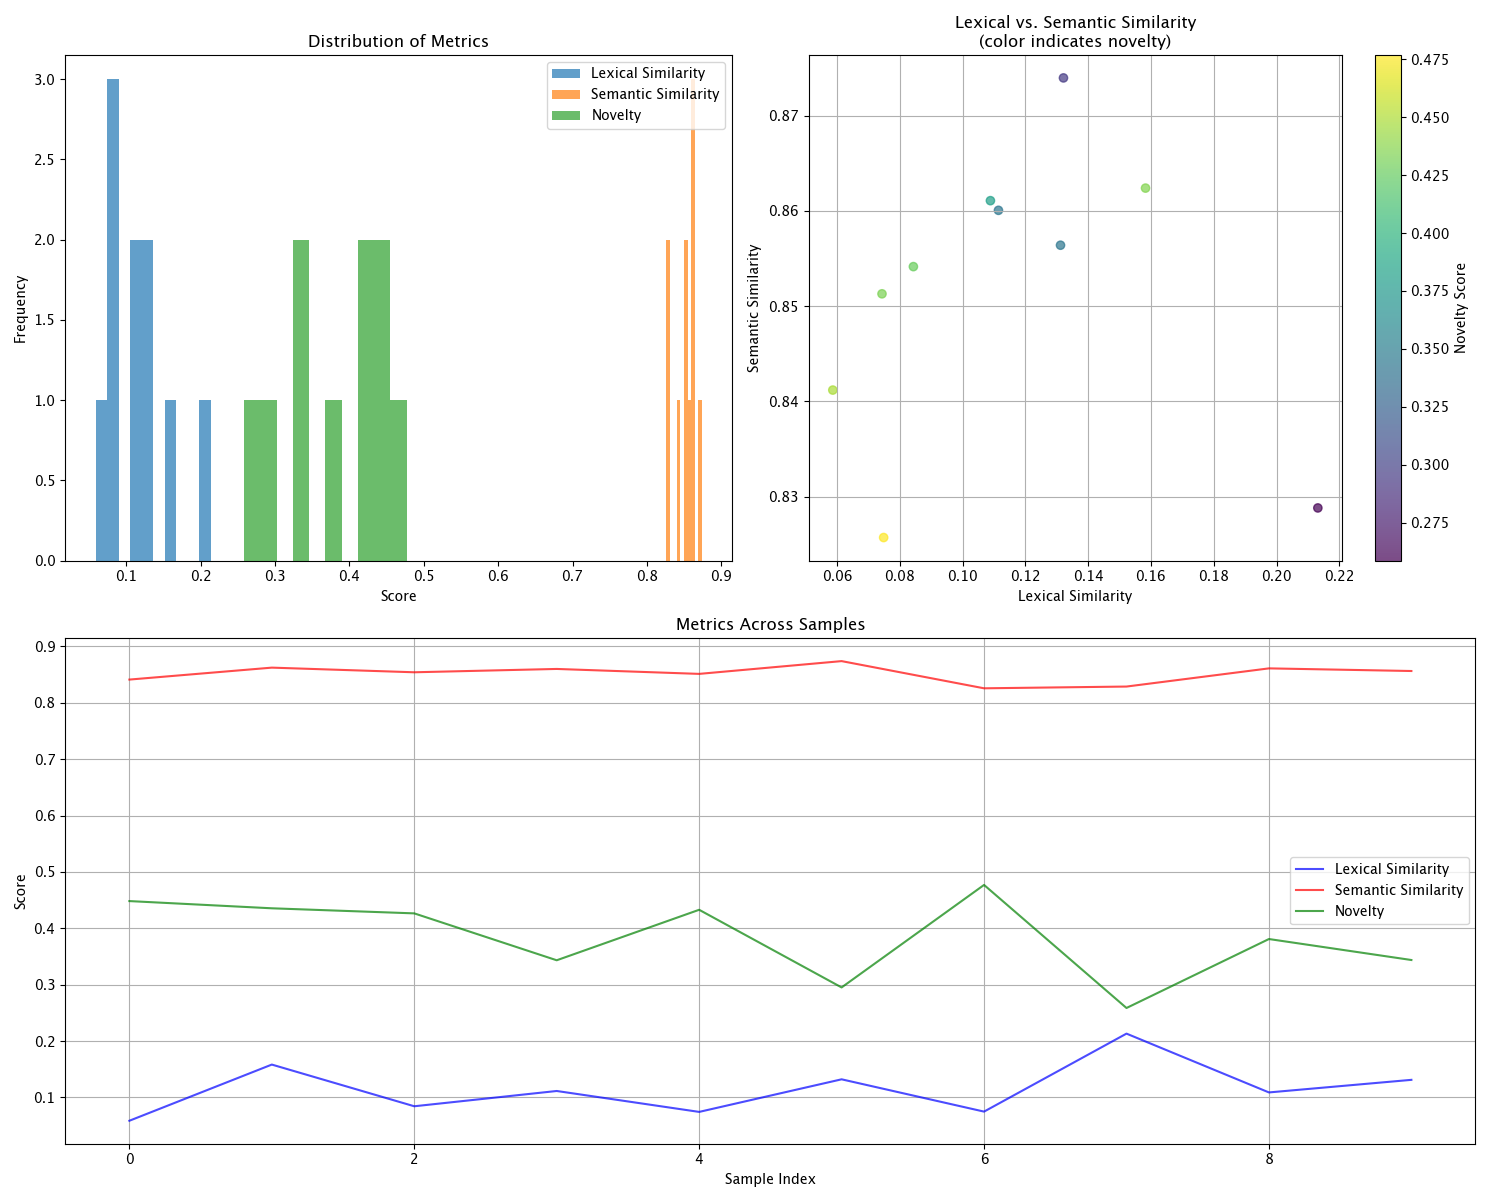 Distribution of Metrics
3.0
2.5
2.0
1.5
1.0
0.5
0.0
Frequency
0.1 0.2 0.3 0.4 0.5 0.6 0.7 0.8 0.9
Score
Lexical Similarity
Semantic Similarity
Novelty
Lexical vs. Semantic Similarity
(color indicates novelty)
0.87
0.86
0.85
0.84
0.83
Semantic Similarity
0.06 0.08 0.10 0.12 0.14 0.16 0.18 0.20 0.22
Lexical Similarity
0.475
0.450
0.425
0.400
0.375
0.350
0.325
0.300
0.275
Novelty Score
Metrics Across Samples
0.9
0.8
0.7
0.6
0.5
0.4
0.3
0.2
0.1
Score
0 2 4 6 8
Sample Index
Lexical Similarity
Semantic Similarity
Novelty